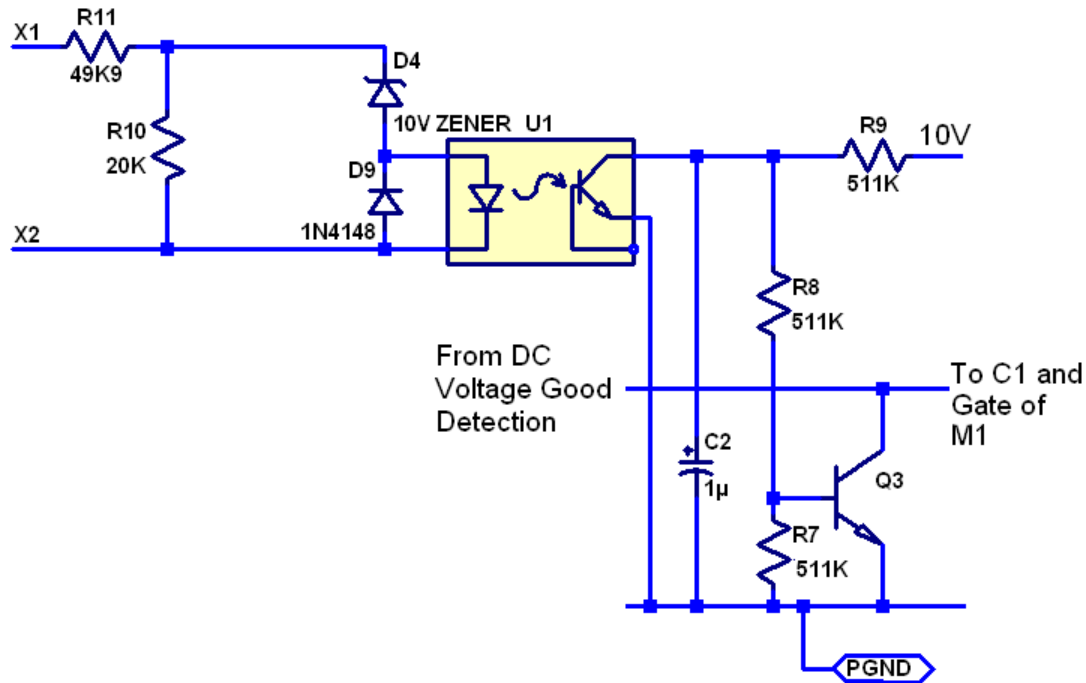 X1
R11
49K9
D4
R10
20K
10V ZENER U1
D9
1N4148
X2
R9
10V
511K
R8
511K
From DC
Voltage Good
Detection
To C1 and
Gate of
M1
C2
1µ
Q3
R7
511K
PGND